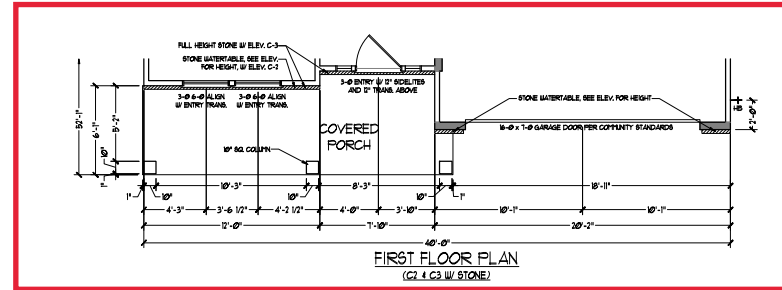 FULL HEIGHT STONE W/ ELEV. C-3
STONE WATERTABLE, SEE ELEV.
FOR HEIGHT, W/ ELEV. C-2
3-0 ENTRY W/ 12" SIDELITES
AND 12" TRANS. ABOVE
3-0 6-0 ALIGN
W/ ENTRY TRANS.
3-0 6-0 ALIGN
W/ ENTRY TRANS.
STONE WATERTABLE, SEE ELEV. FOR HEIGHT
HB
2'-0"
52'-1"
6'-1"
5'-2"
10"
1"
COVERED
PORCH
10" SQ. COLUMN
16-0 x 7-0 GARAGE DOOR PER COMMUNITY STANDARDS
1"
10"
10'-3"
10"
8'-3"
10"
1"
18'-11"
4'-3"
3'-6 1/2"
4'-2 1/2"
4'-0"
3'-10"
10'-1"
10'-1"
12'-0"
7'-10"
20'-2"
40'-0"
FIRST FLOOR PLAN
(C2 & C3 W/ STONE)